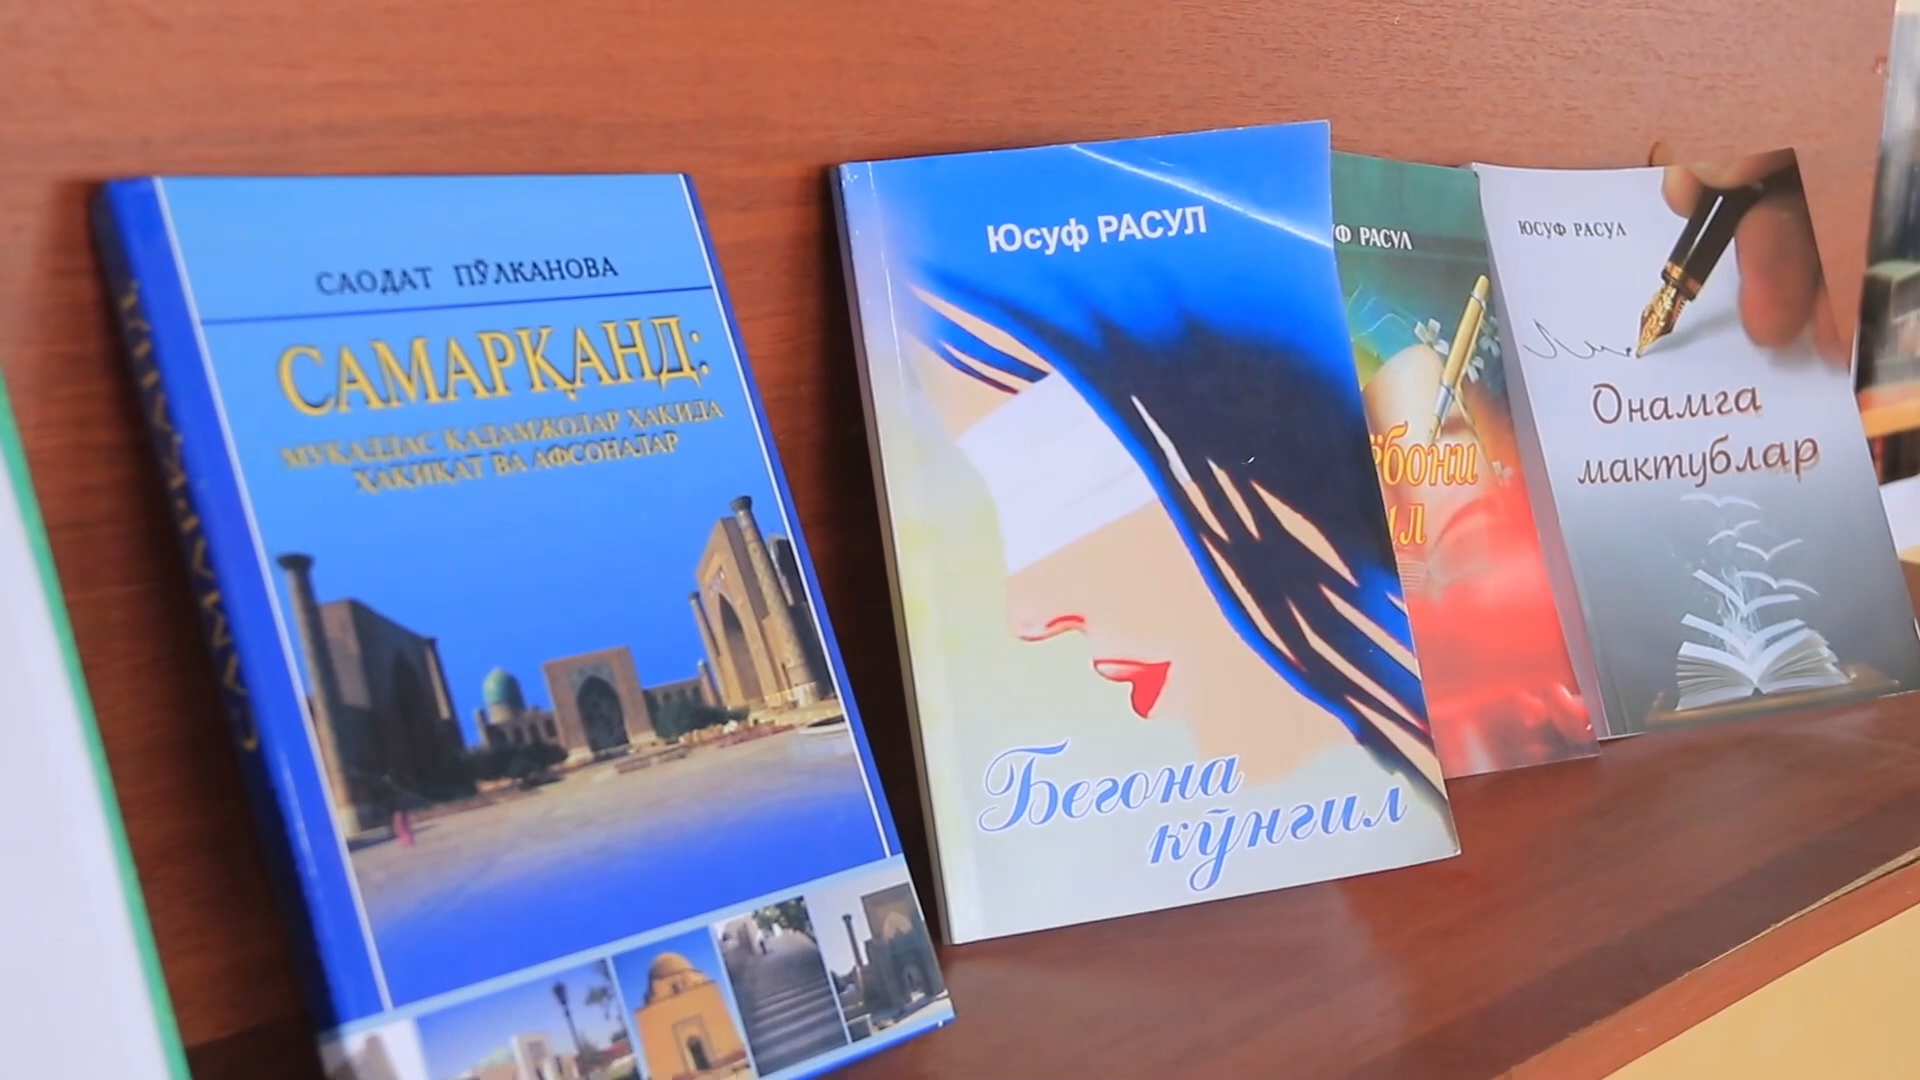 САОДАТ ПЎЛКАНОВА
САМАРҚАНД:
МУҚАДДАС ҚАДАМЖОЛАР ҲАҚИДА
ҲАҚИҚАТ ВА АФСОНАЛАР
Юсуф РАСУЛ
Бегона
кўнгил
РАСУЛ
ЮСУФ РАСУЛ
Онамга
мактублар